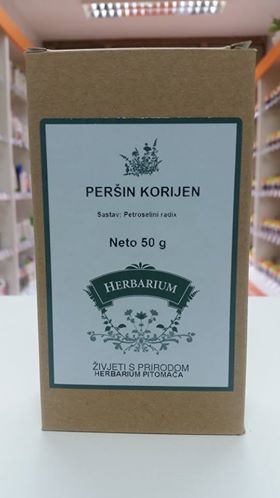 PERŠIN KORIJEN
Sastav: Petroselini radix
Neto 50 g
HERBARIUM
ŽIVJETI S PRIRODOM
HERBARIUM PITOMAČA